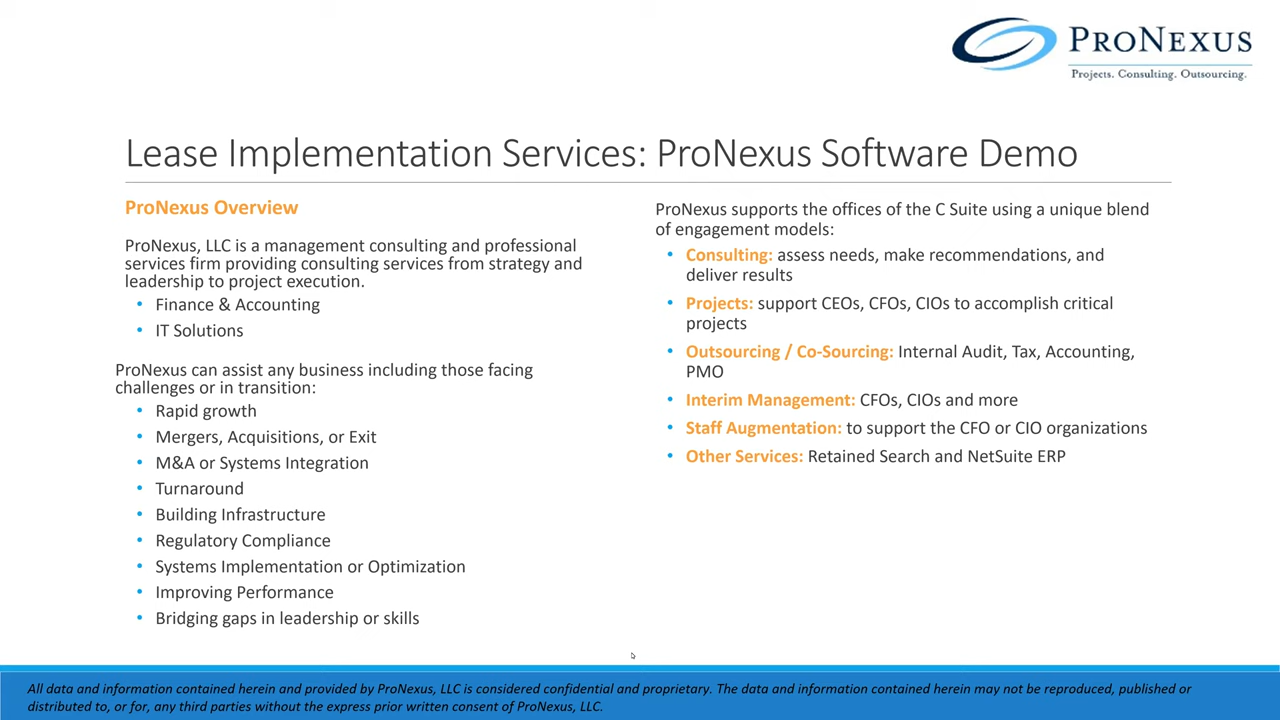 PRONEXUS
Projects. Consulting. Outsourcing.
Lease Implementation Services: ProNexus Software Demo
ProNexus Overview
ProNexus, LLC is a management consulting and professional
services firm providing consulting services from strategy and
leadership to project execution.
• Finance & Accounting
• IT Solutions
ProNexus can assist any business including those facing
challenges or in transition:
• Rapid growth
• Mergers, Acquisitions, or Exit
• M&A or Systems Integration
• Turnaround
• Building Infrastructure
• Regulatory Compliance
• Systems Implementation or Optimization
• Improving Performance
• Bridging gaps in leadership or skills
ProNexus supports the offices of the C Suite using a unique blend
of engagement models:
• Consulting: assess needs, make recommendations, and
deliver results
• Projects: support CEOs, CFOs, CIOs to accomplish critical
projects
• Outsourcing / Co-Sourcing: Internal Audit, Tax, Accounting,
PMO
• Interim Management: CFOs, CIOs and more
• Staff Augmentation: to support the CFO or CIO organizations
• Other Services: Retained Search and NetSuite ERP
All data and information contained herein and provided by ProNexus, LLC is considered confidential and proprietary. The data and information contained herein may not be reproduced, published or
distributed to, or for, any third parties without the express prior written consent of ProNexus, LLC.